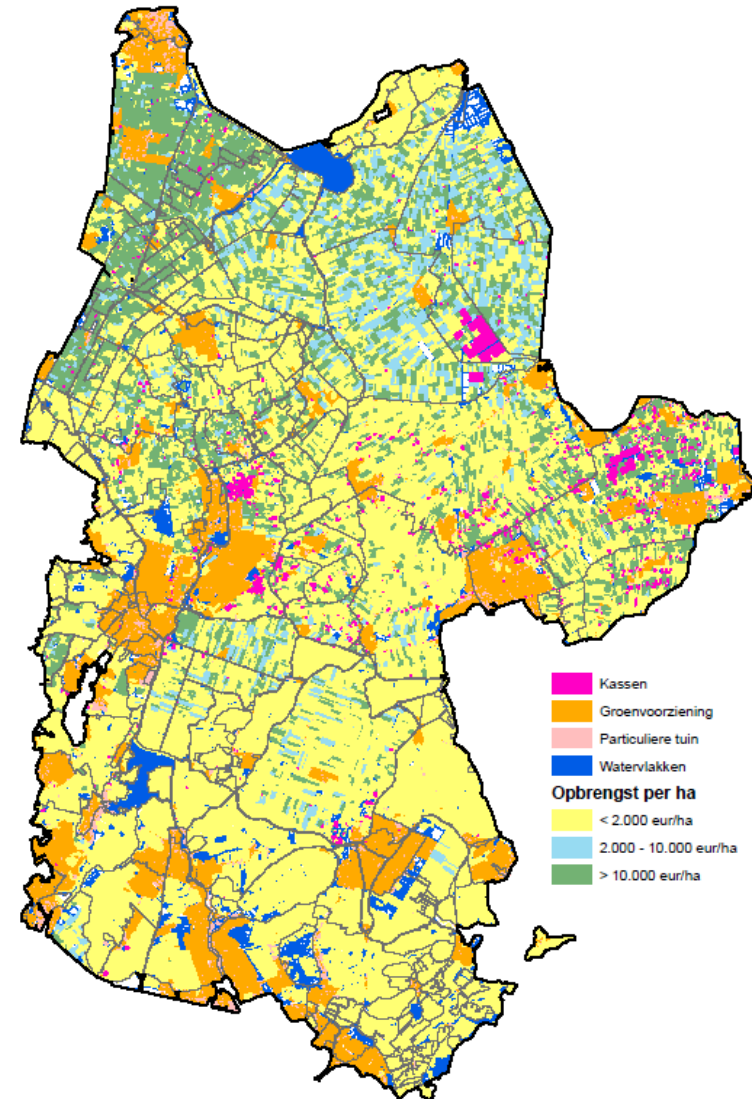 Kassen
Groenvoorziening
Particuliere tuin
Watervlakken
Opbrengst per ha
< 2.000 eur/ha
2.000 - 10.000 eur/ha
> 10.000 eur/ha